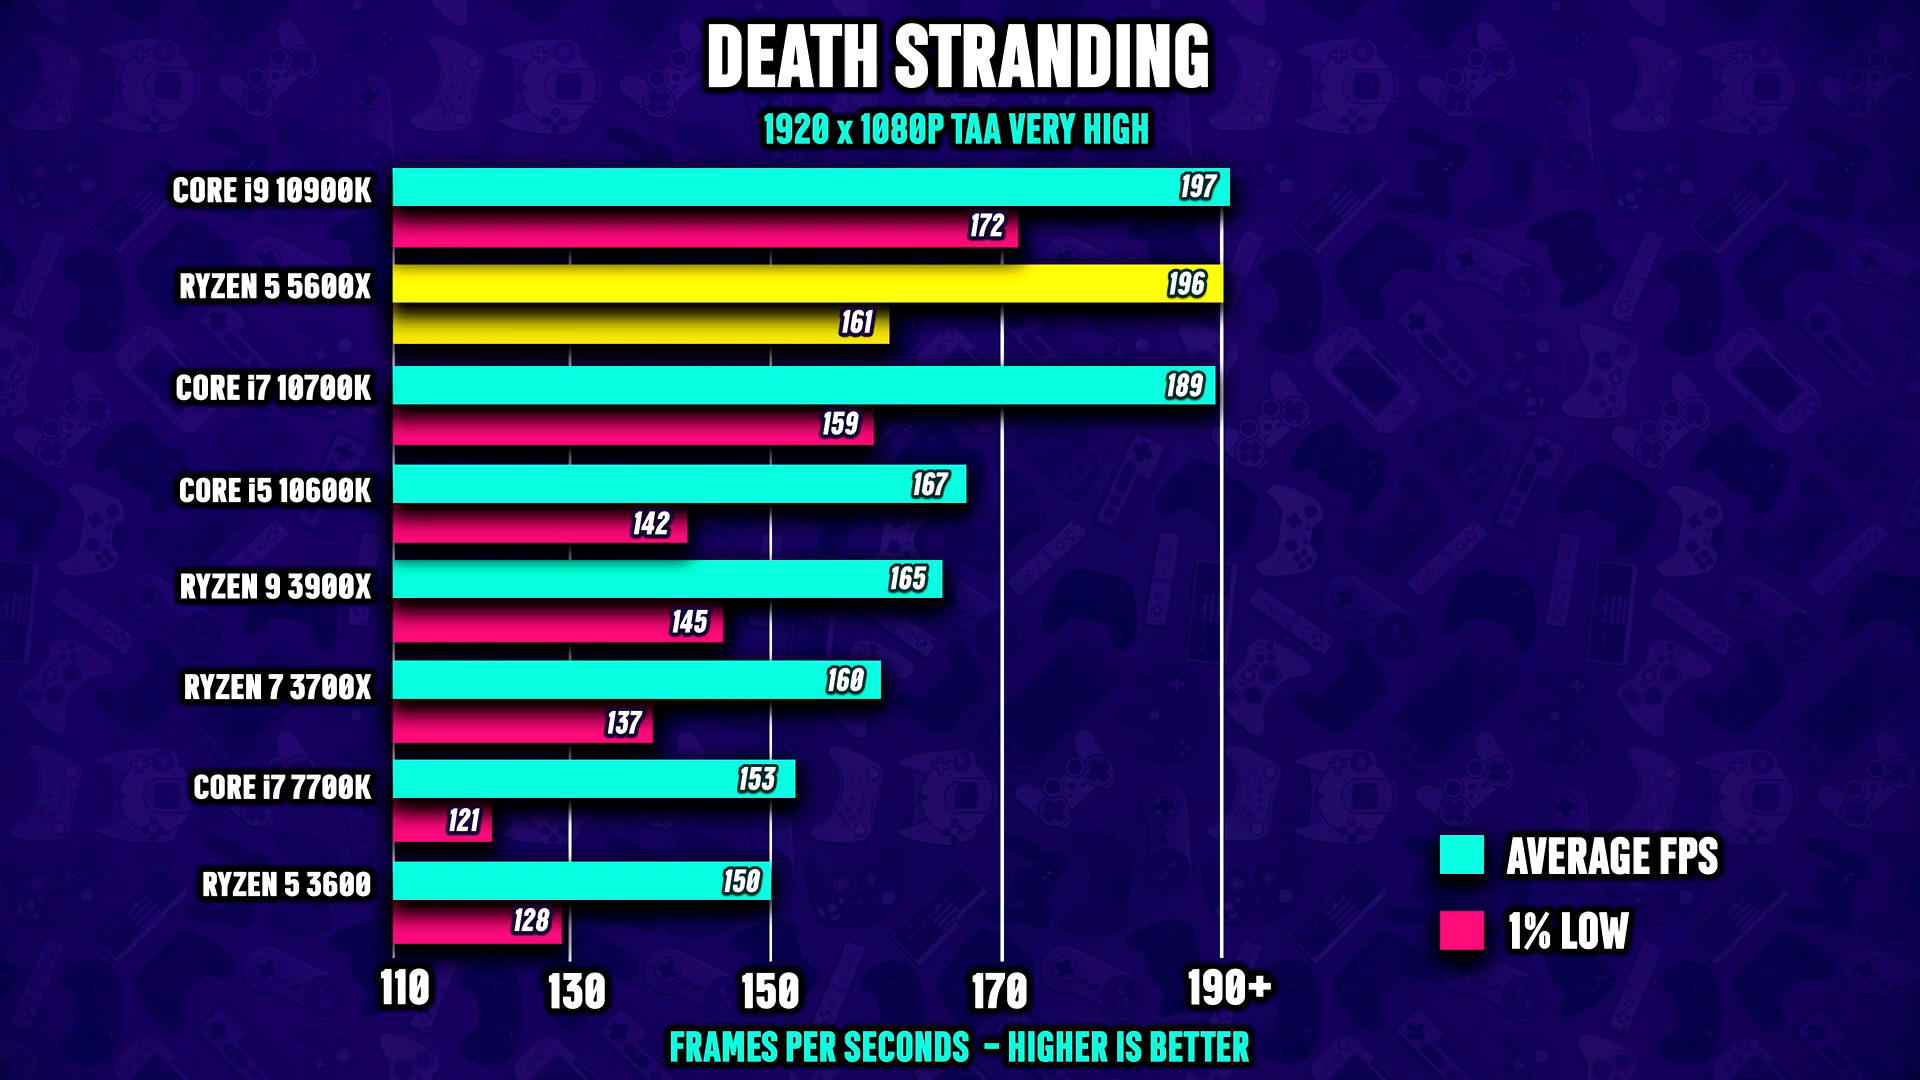 DEATH STRANDING
1920 x 1080P TAA VERY HIGH
CORE i9 10900K
197
172
RYZEN 5 5600X
196
161
CORE i7 10700K
189
159
CORE i5 10600K
167
142
RYZEN 9 3900X
165
145
RYZEN 7 3700X
160
137
CORE i7 7700K
153
121
RYZEN 5 3600
150
128
AVERAGE FPS
1% LOW
110 130 150 170 190+
FRAMES PER SECONDS – HIGHER IS BETTER